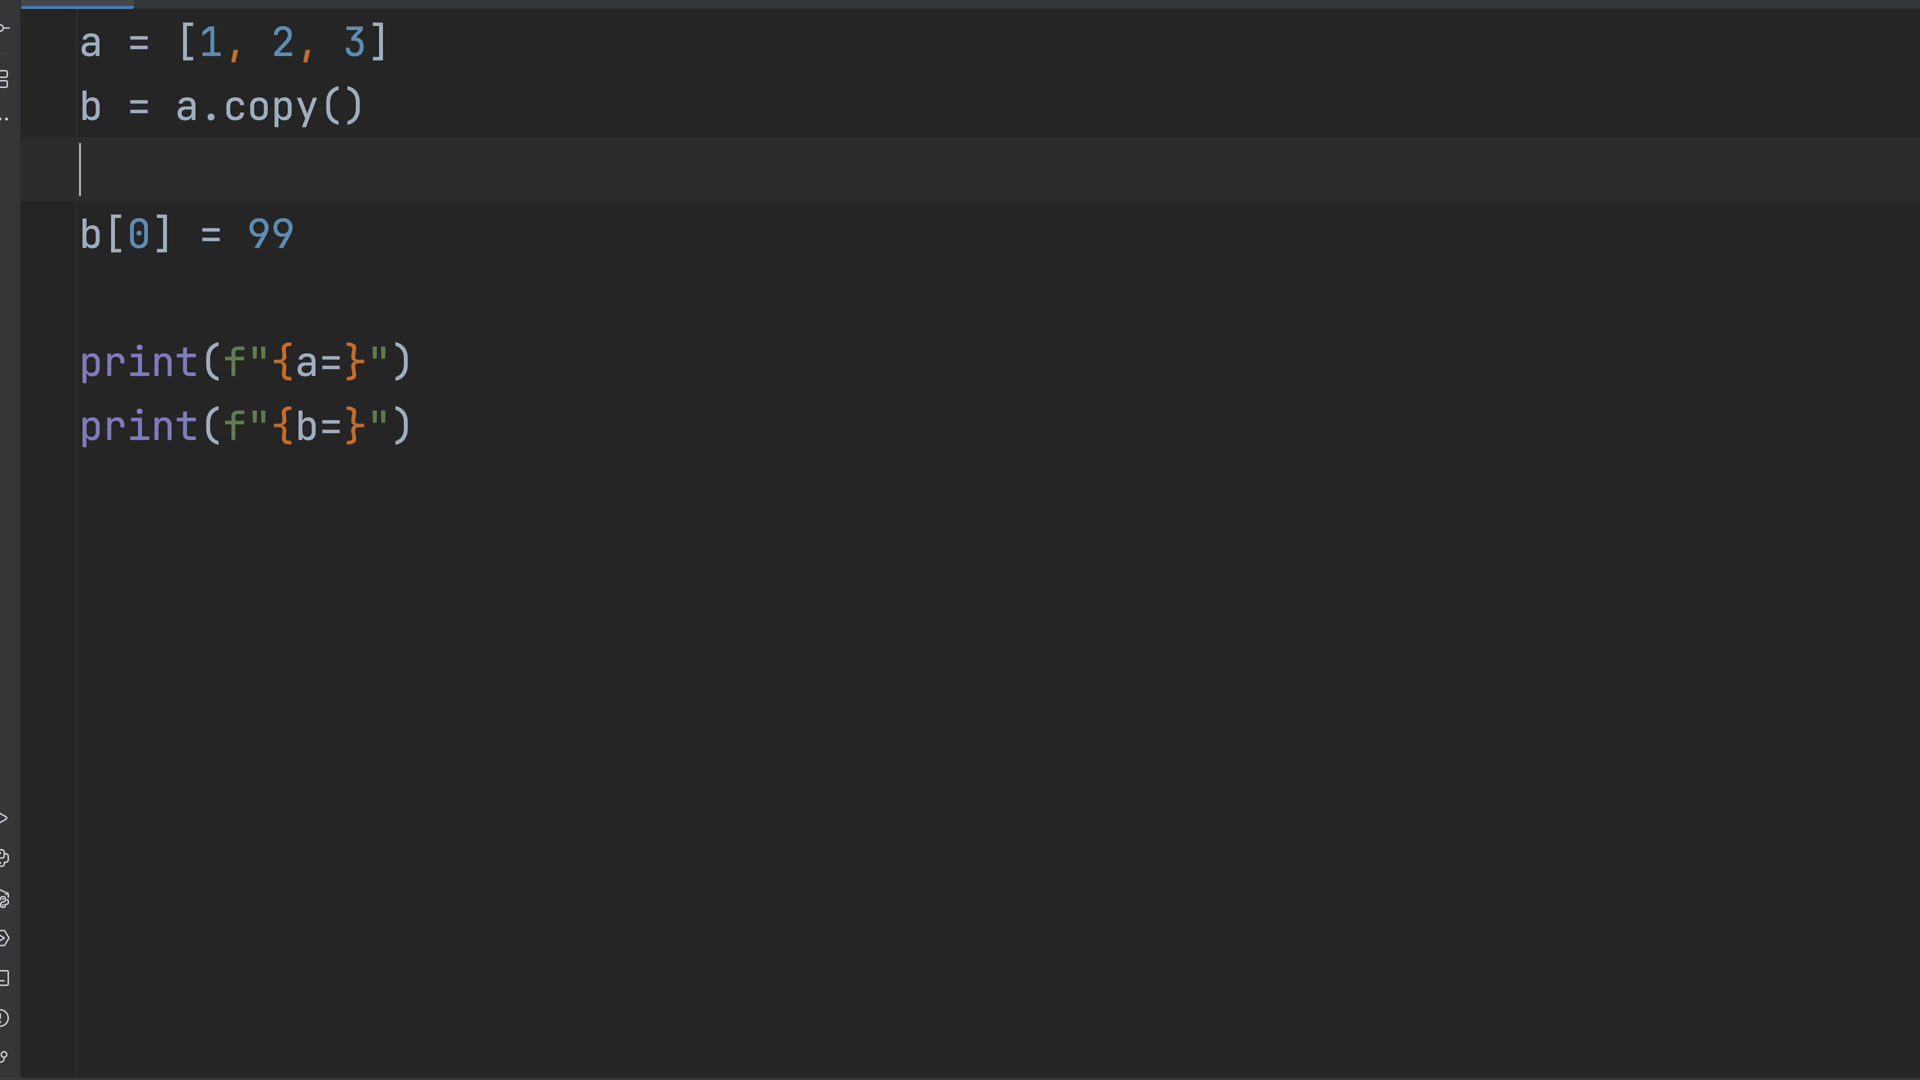 a = [1, 2, 3]
b = a.copy()
b[0] = 99
print(f"{a=}")
print(f"{b=}")